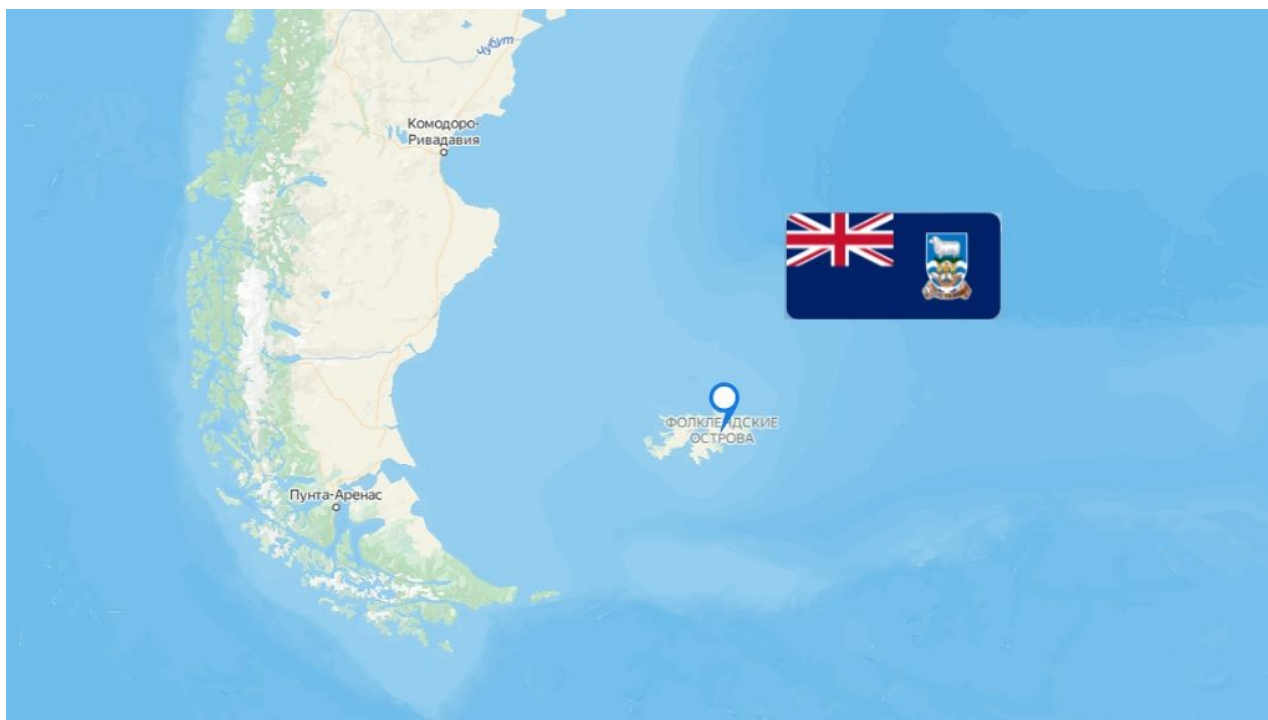 Чубут
Комодоро-
Ривадавия
ФОЛКЛЕНДСКИЕ
ОСТРОВА
Пунта-Аренас